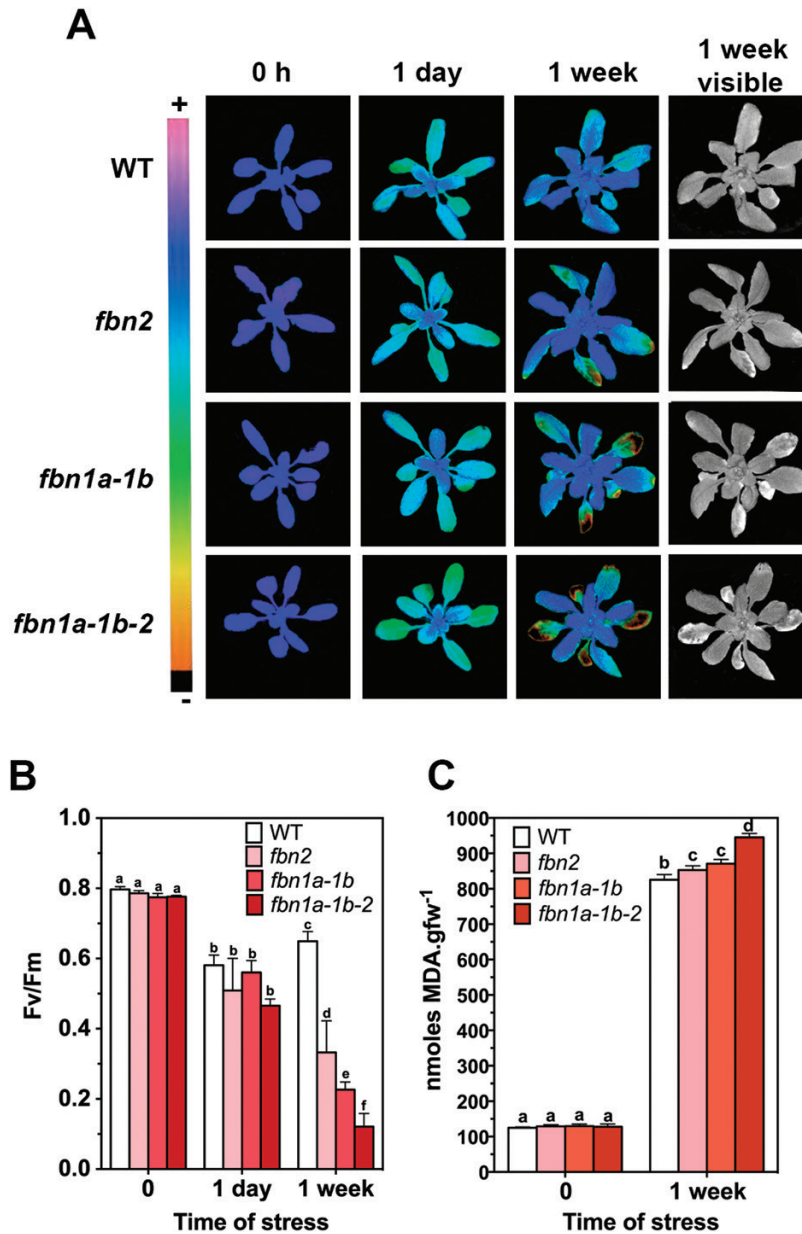 A
0 h
1 day
1 week
1 week
visible
+
WT
fbn2
fbn1a-1b
fbn1a-1b-2
-
B
1.0
0.8
0.6
0.4
0.2
0.0
Fv/Fm
WT
fbn2
fbn1a-1b
fbn1a-1b-2
a a a a
b b b b
c d e f
0 1 day 1 week
Time of stress
C
1000
900
800
700
600
500
400
300
200
100
0
nmoles MDA.gfw-1
WT
fbn2
fbn1a-1b
fbn1a-1b-2
a a a a
b c c d
0 1 week
Time of stress